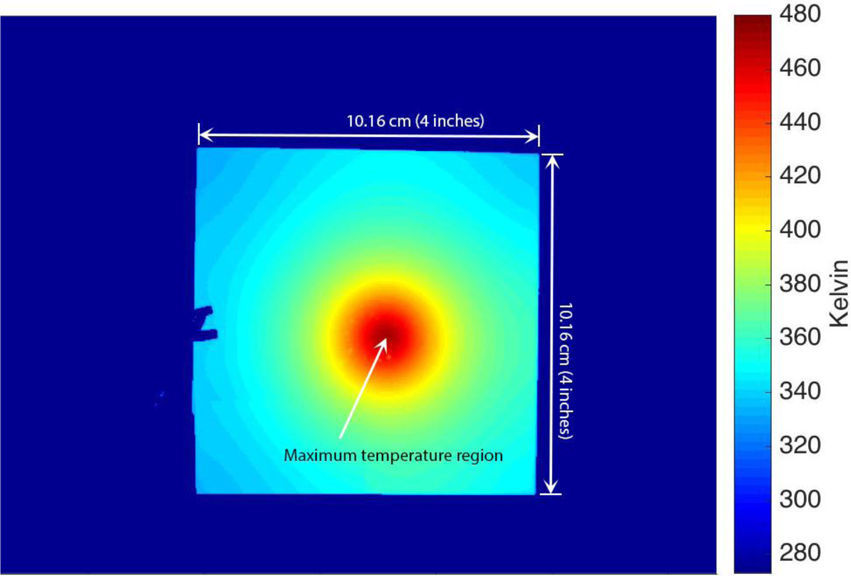 10.16 cm (4 inches)
10.16 cm (4 inches)
Maximum temperature region
480
460
440
420
400
380
360
340
320
300
280
Kelvin